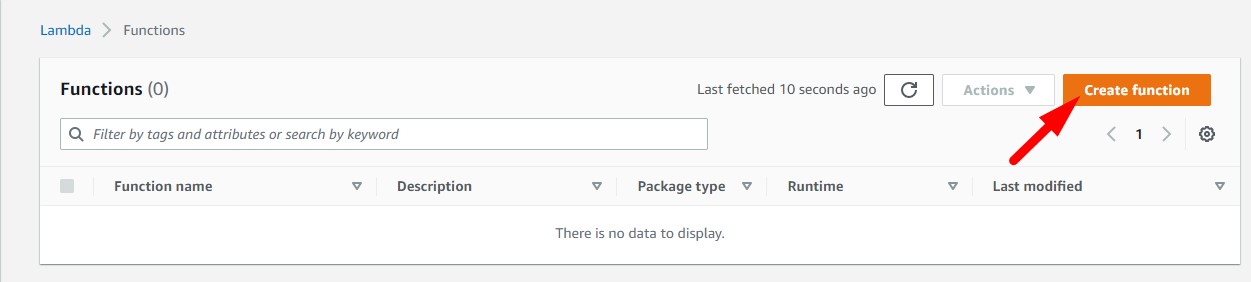 Lambda > Functions
Functions (0) Last fetched 10 seconds ago Actions Create function
Filter by tags and attributes or search by keyword 1
Function name Description Package type Runtime Last modified
There is no data to display.